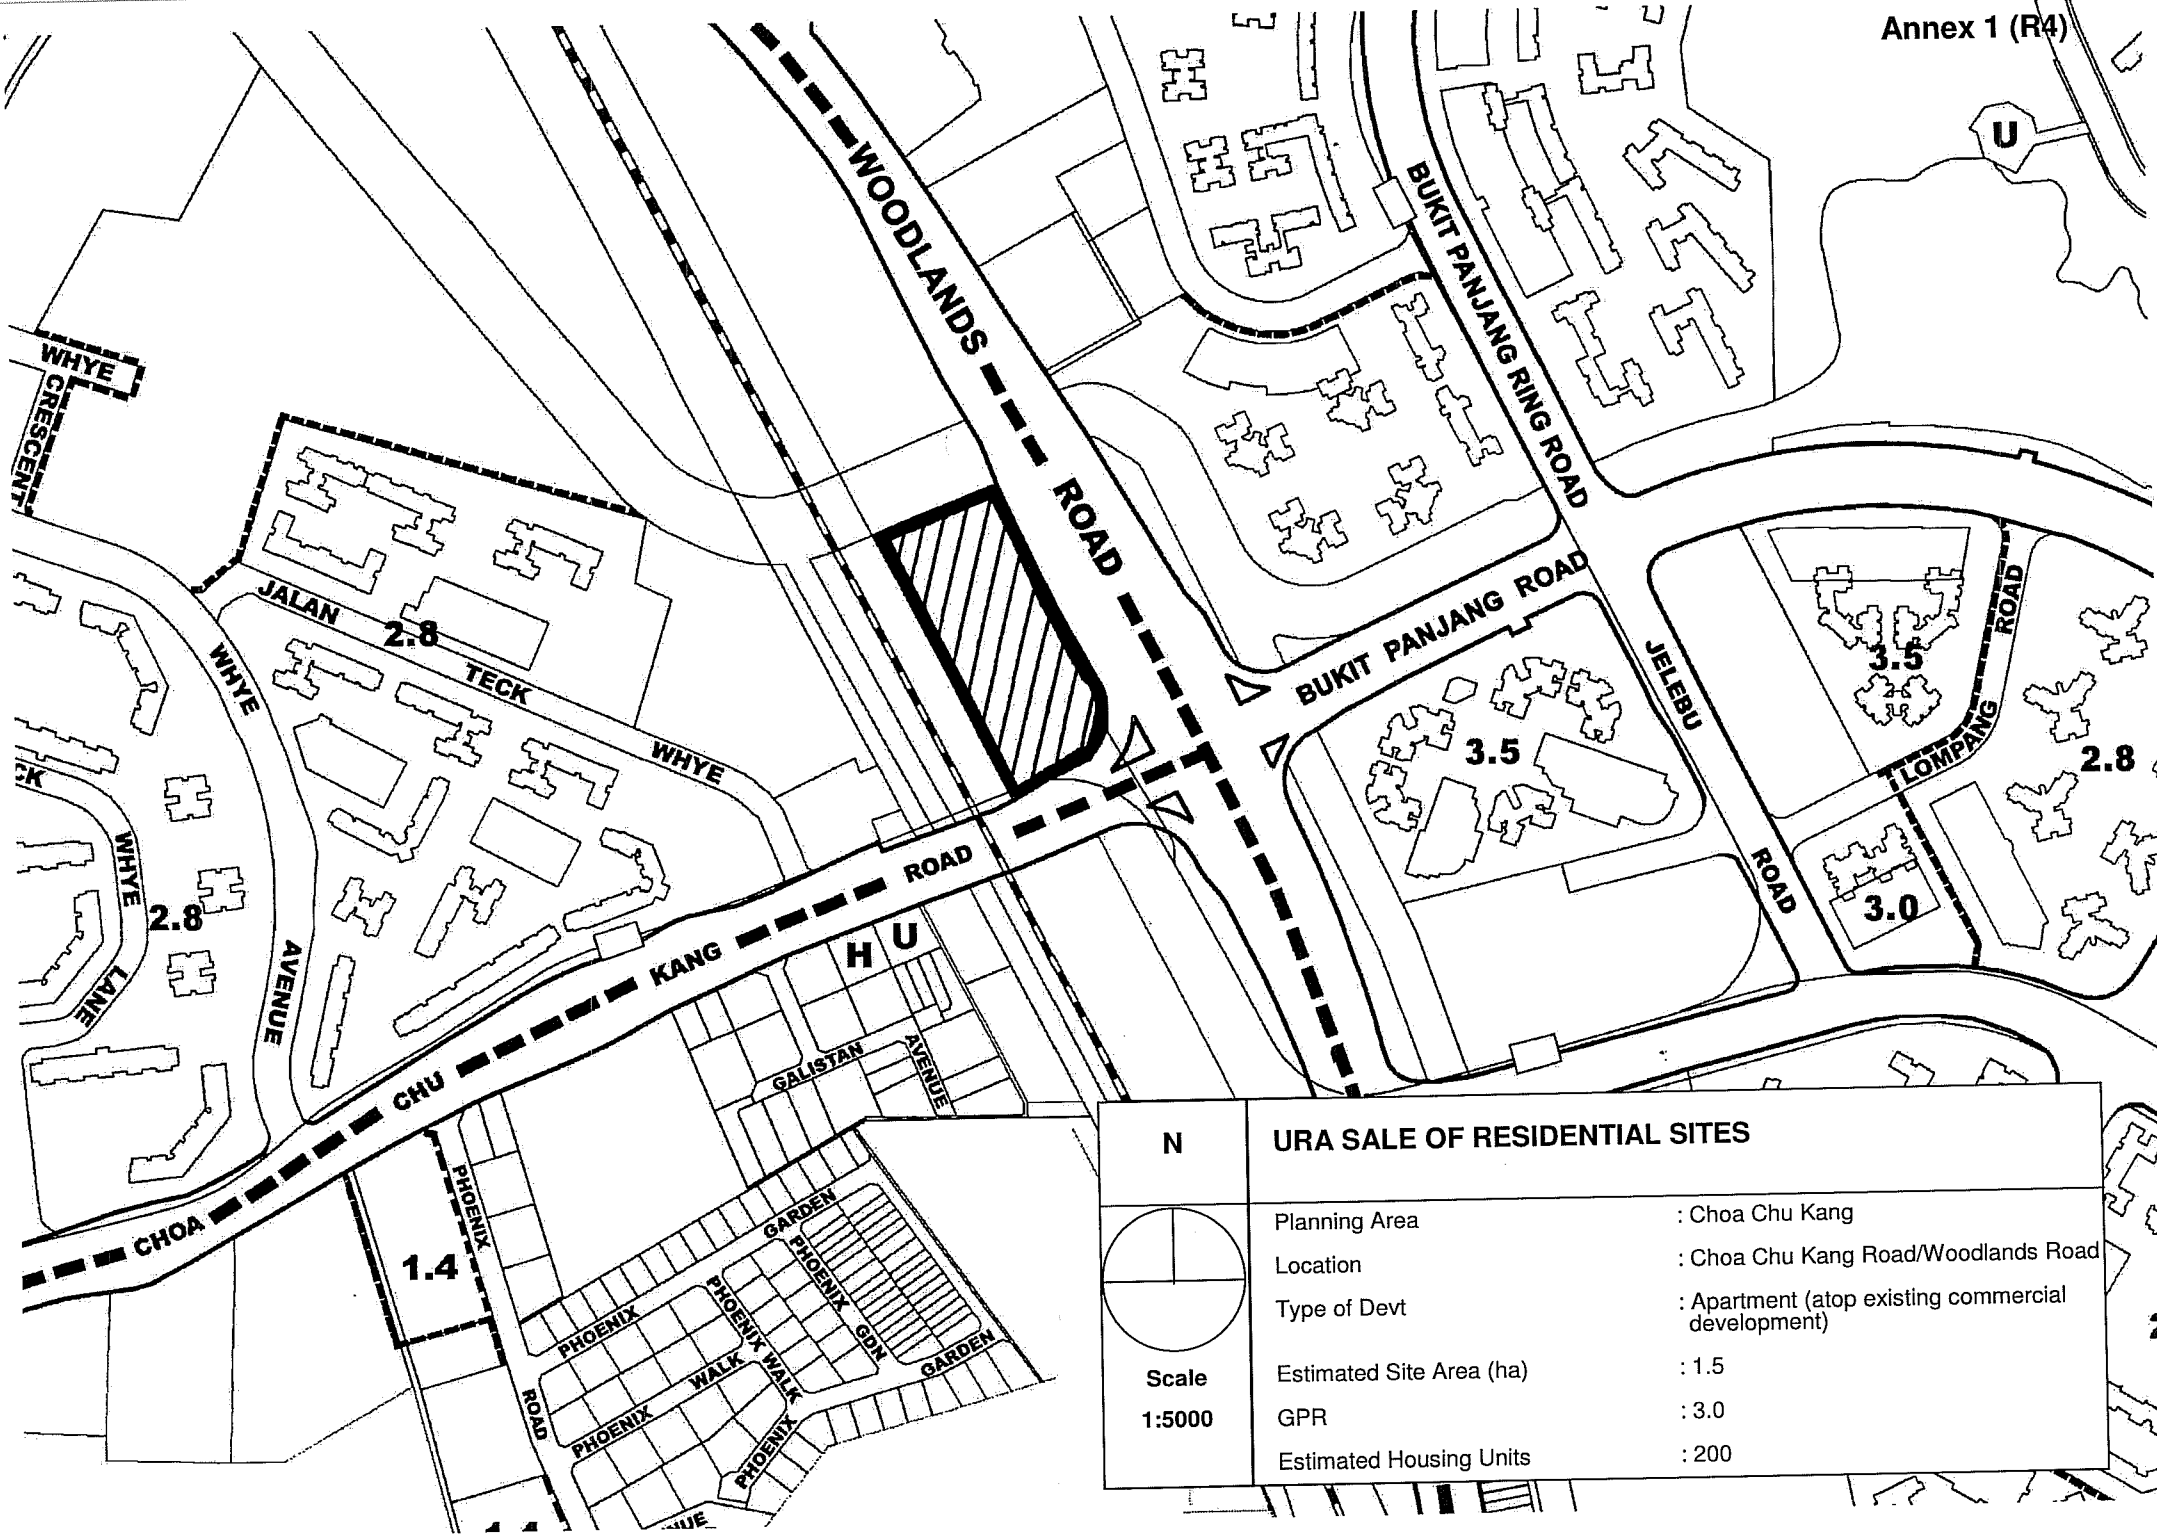 Annex 1 (R4)
U
WOODLANDS
ROAD
BUKIT PANJANG RING ROAD
WHYE
CRESCENT
JALAN
2.8
TECK
WHYE
WHYE
AVENUE
WHYE
LANE
2.8
BUKIT PANJANG ROAD
JELEBU
ROAD
3.5
3.5
ROAD
LOMPANG
2.8
3.0
CHOA
CHU
KANG
ROAD
H
U
GALISTAN
AVENUE
PHOENIX
ROAD
1.4
GARDEN
PHOENIX
PHOENIX
GDN
PHOENIX WALK
PHOENIX
WALK
GARDEN
PHOENIX
N
URA SALE OF RESIDENTIAL SITES
Planning Area : Choa Chu Kang
Location : Choa Chu Kang Road/Woodlands Road
Type of Devt : Apartment (atop existing commercial
development)
Scale
1:5000
Estimated Site Area (ha) : 1.5
GPR : 3.0
Estimated Housing Units : 200